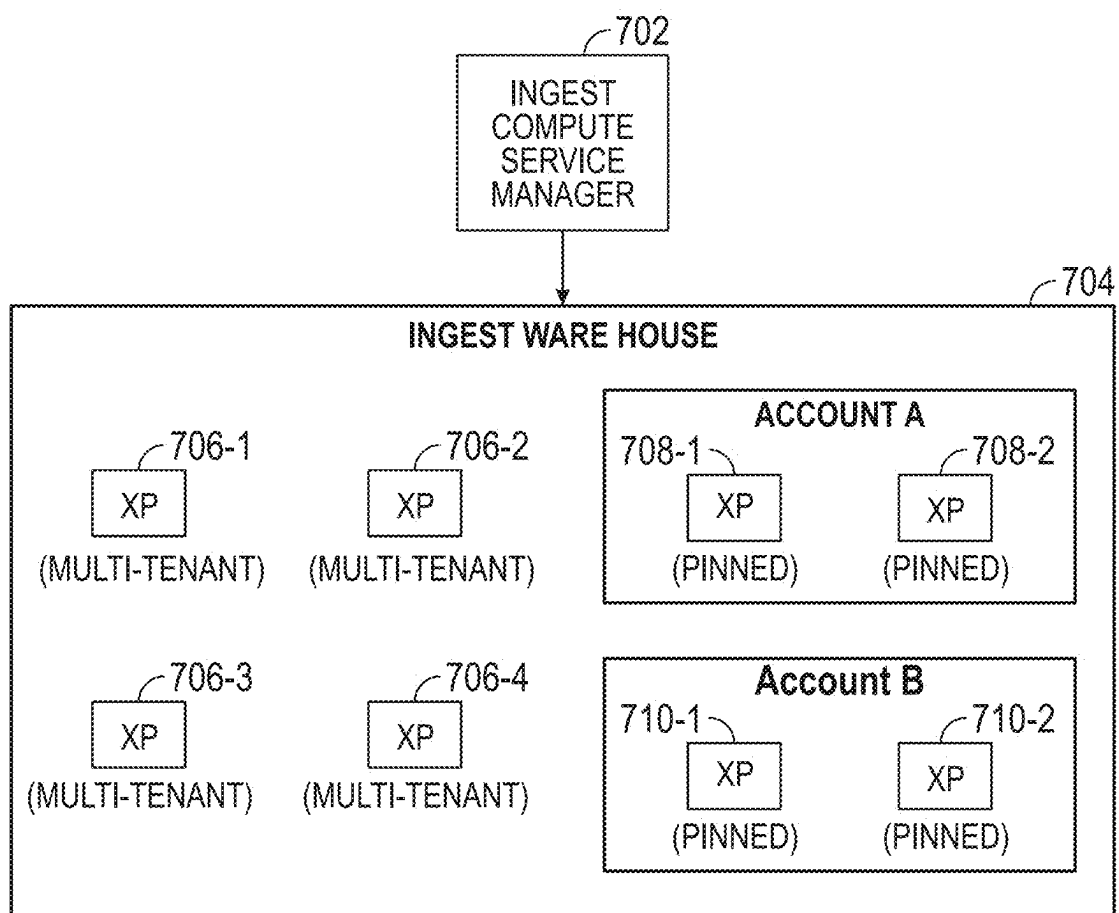 702
INGEST
COMPUTE
SERVICE
MANAGER
704
INGEST WARE HOUSE
706-1
XP
(MULTI-TENANT)
706-2
XP
(MULTI-TENANT)
ACCOUNT A
708-1
XP
(PINNED)
708-2
XP
(PINNED)
706-3
XP
(MULTI-TENANT)
706-4
XP
(MULTI-TENANT)
Account B
710-1
XP
(PINNED)
710-2
XP
(PINNED)